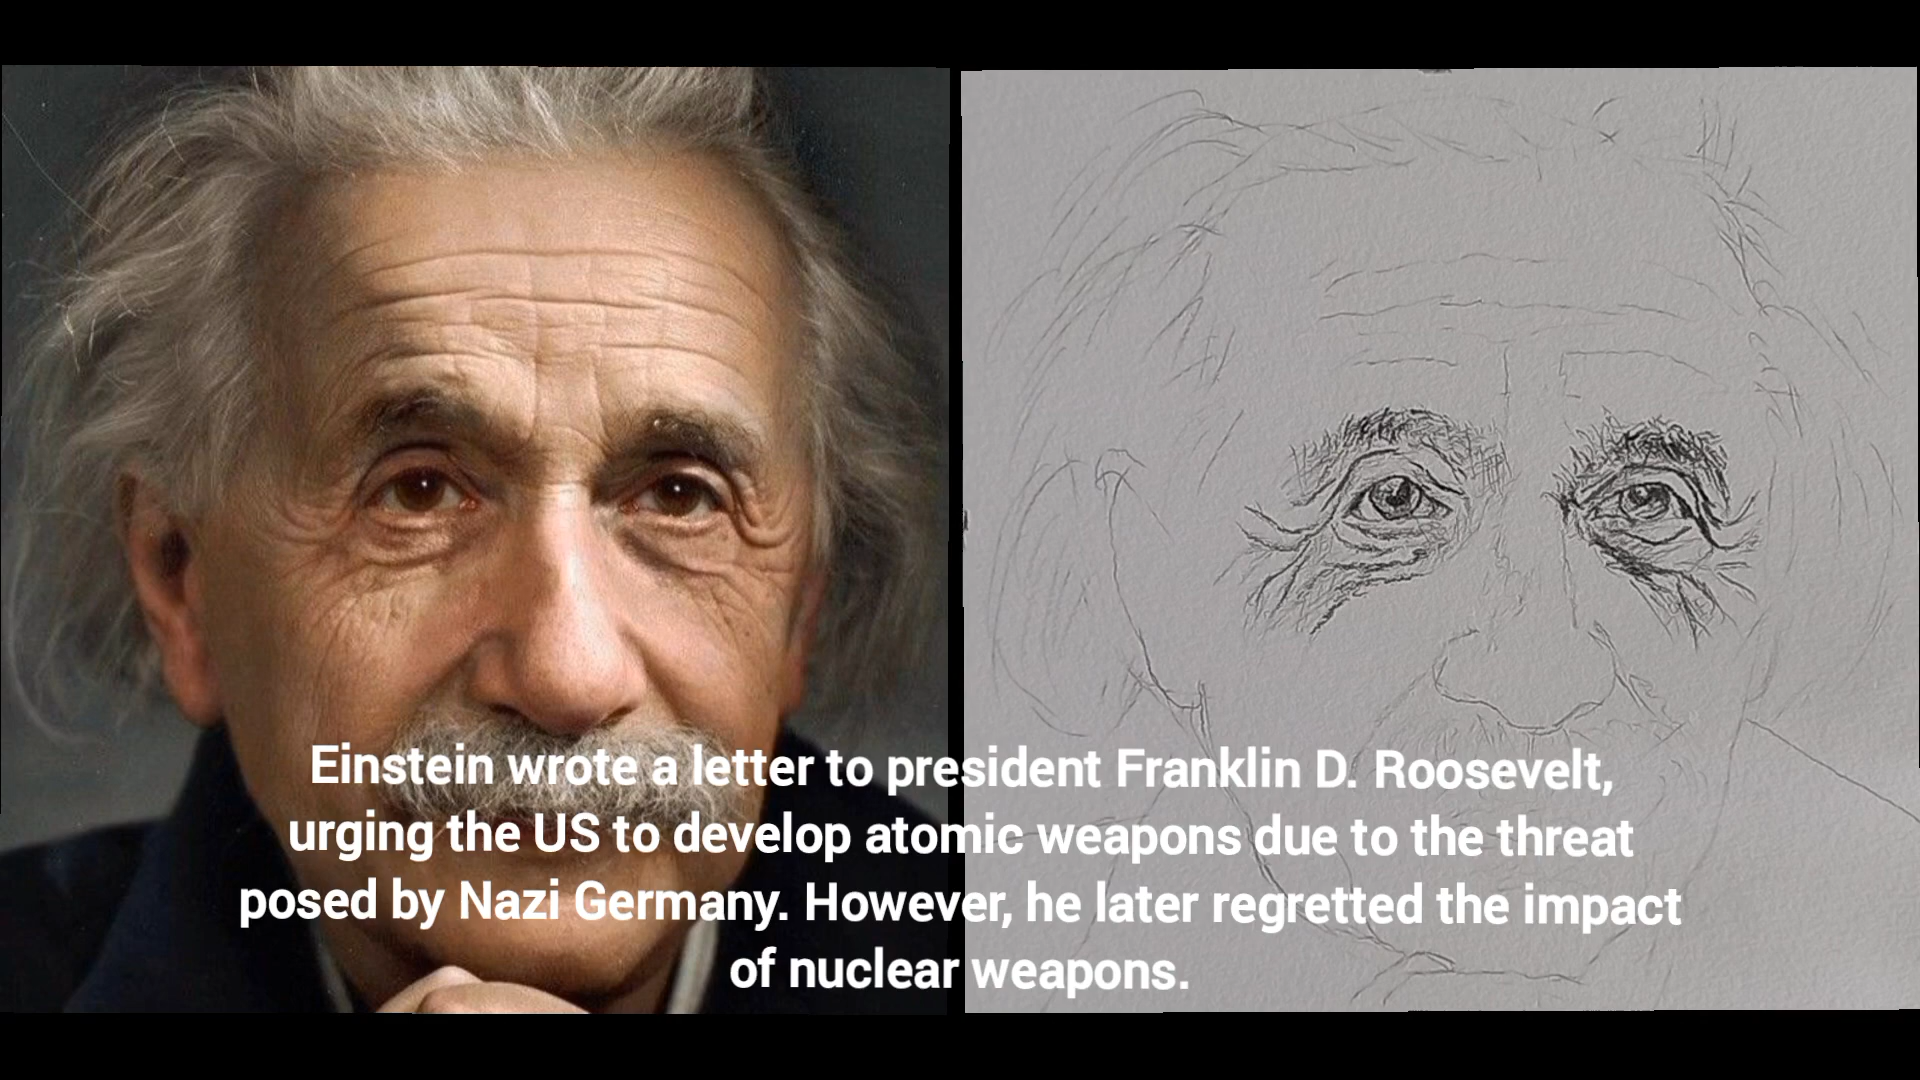 Einstein wrote a letter to president Franklin D. Roosevelt,
urging the US to develop atomic weapons due to the threat
posed by Nazi Germany. However, he later regretted the impact
of nuclear weapons.